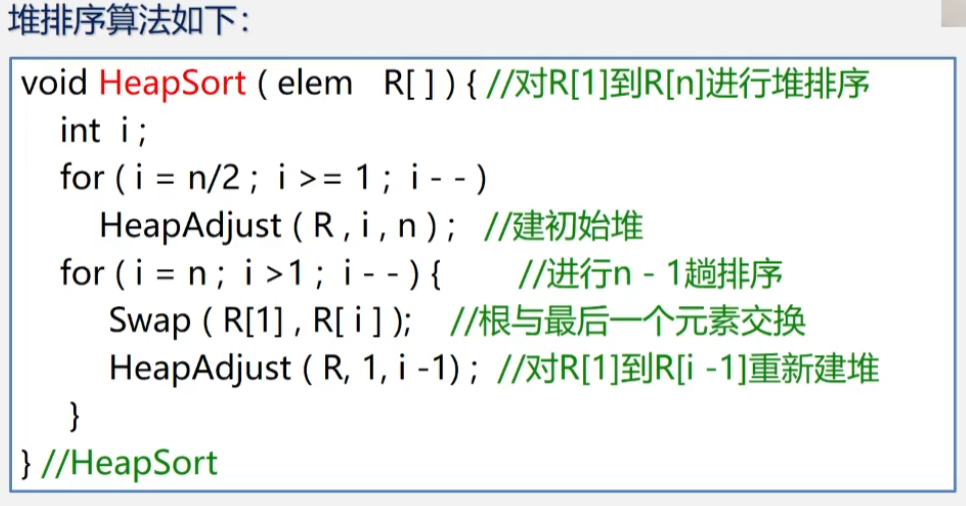 堆排序算法如下：
void HeapSort ( elem R[ ] ) { //对R[1]到R[n]进行堆排序
int i ;
for ( i = n/2 ; i >= 1 ; i - - )
HeapAdjust ( R , i , n ) ; //建初始堆
for ( i = n ; i >1 ; i - - ) { //进行n - 1趟排序
Swap ( R[1] , R[ i ] ); //根与最后一个元素交换
HeapAdjust ( R, 1, i -1) ; //对R[1]到R[i -1]重新建堆
}
} //HeapSort